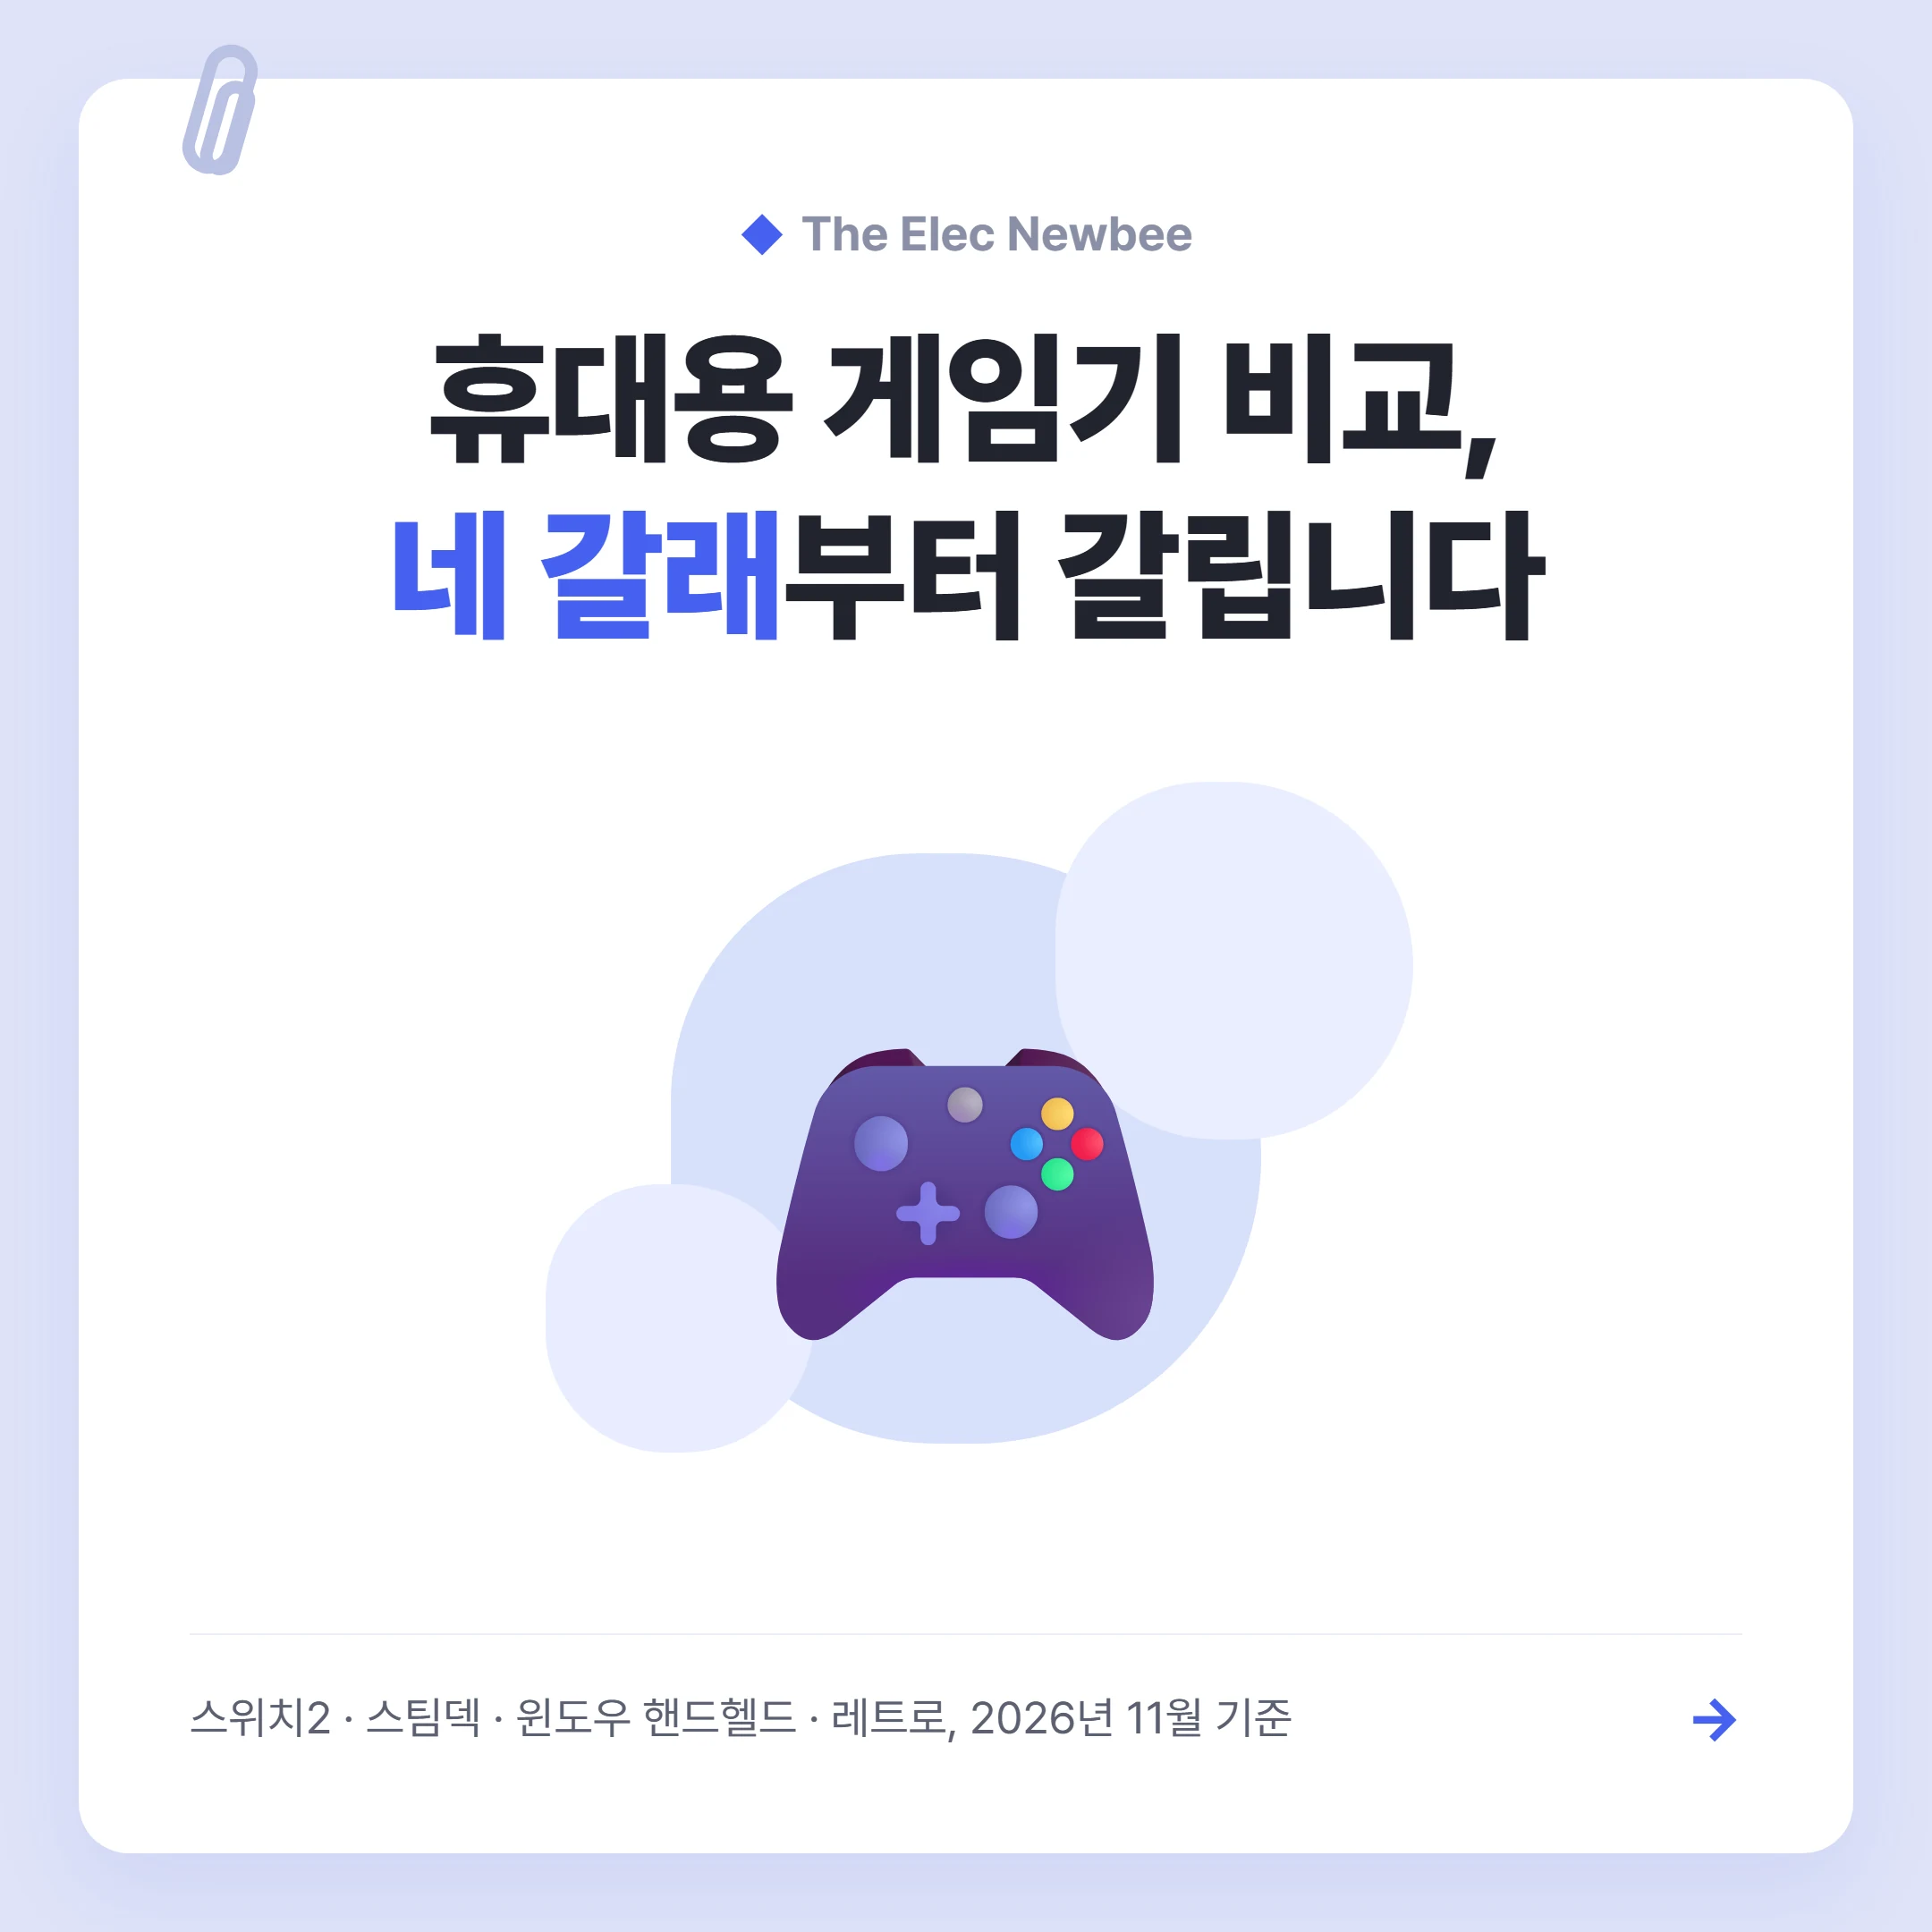 The Elec Newbee
휴대용 게임기 비교,
네 갈래부터 갈립니다
스위치2 · 스팀덱 · 윈도우 핸드헬드 · 레트로, 2026년 11월 기준